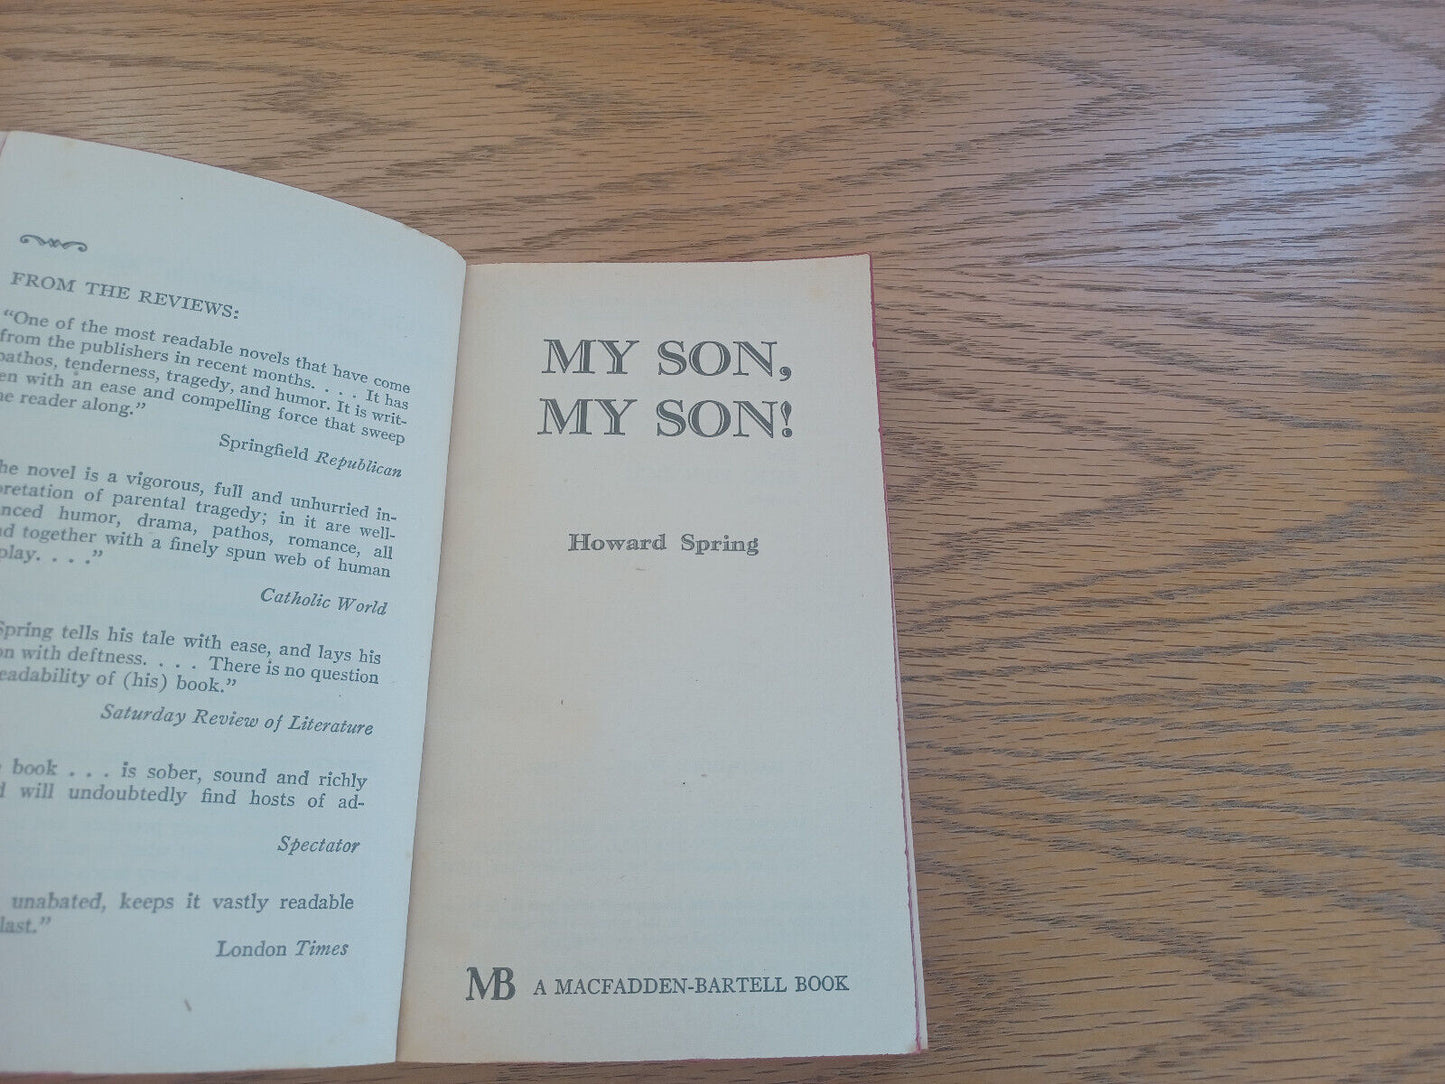 FROM THE REVIEWS:
"One of the most readable novels that have come
from the publishers in recent months. . . . It has
pathos, tenderness, tragedy, and humor. It is writ-
en with an ease and compelling force that sweep
he reader along."
Springfield Republican
he novel is a vigorous, full and unhurried in-
pretation of parental tragedy; in it are well-
nced humor, drama, pathos, romance, all
nd together with a finely spun web of human
play. . . ."
Catholic World
Spring tells his tale with ease, and lays his
on with deftness. . . . There is no question
eadability of (his) book."
Saturday Review of Literature
book . . . is sober, sound and richly
d will undoubtedly find hosts of ad-
Spectator
unabated, keeps it vastly readable
last."
London Times
MY SON,
MY SON!
Howard Spring
MB A MACFADDEN-BARTELL BOOK